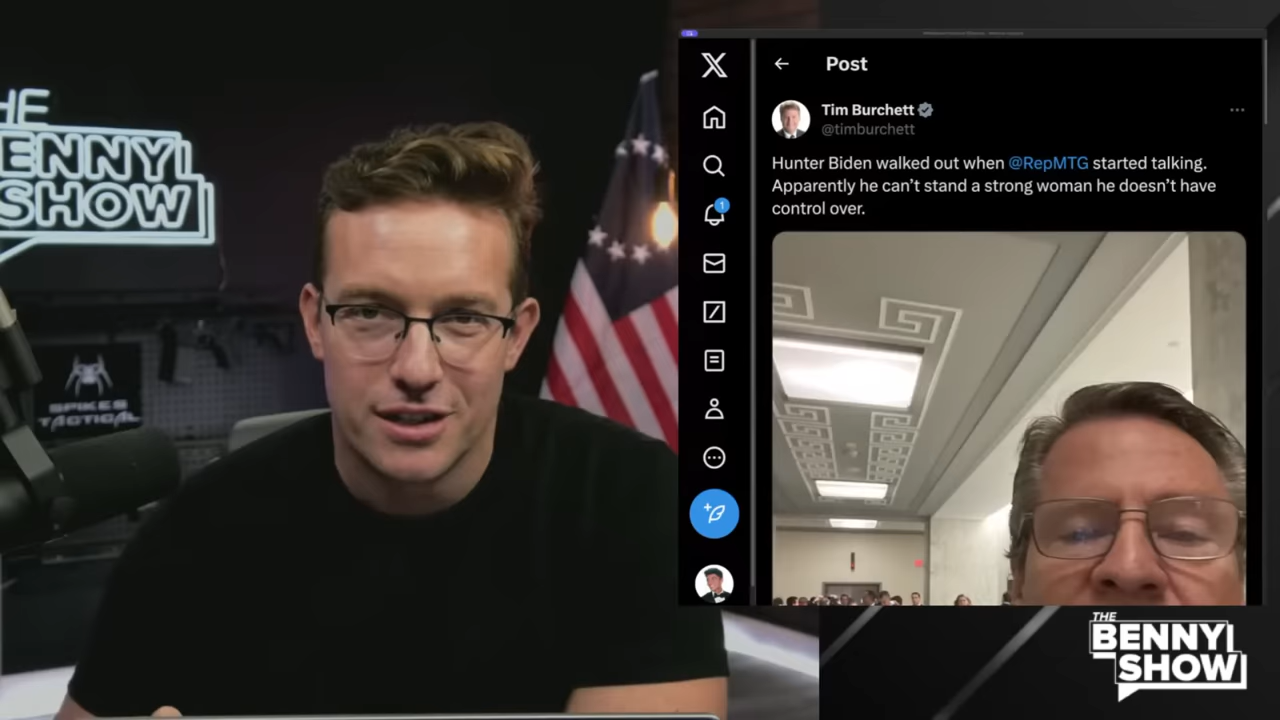 THE
BENNY
SHOW
SPIKES
TACTICAL
Post
Tim Burchett
@timburchett
Hunter Biden walked out when @RepMTG started talking.
Apparently he can't stand a strong woman he doesn't have
control over.
1
THE
BENNY
SHOW